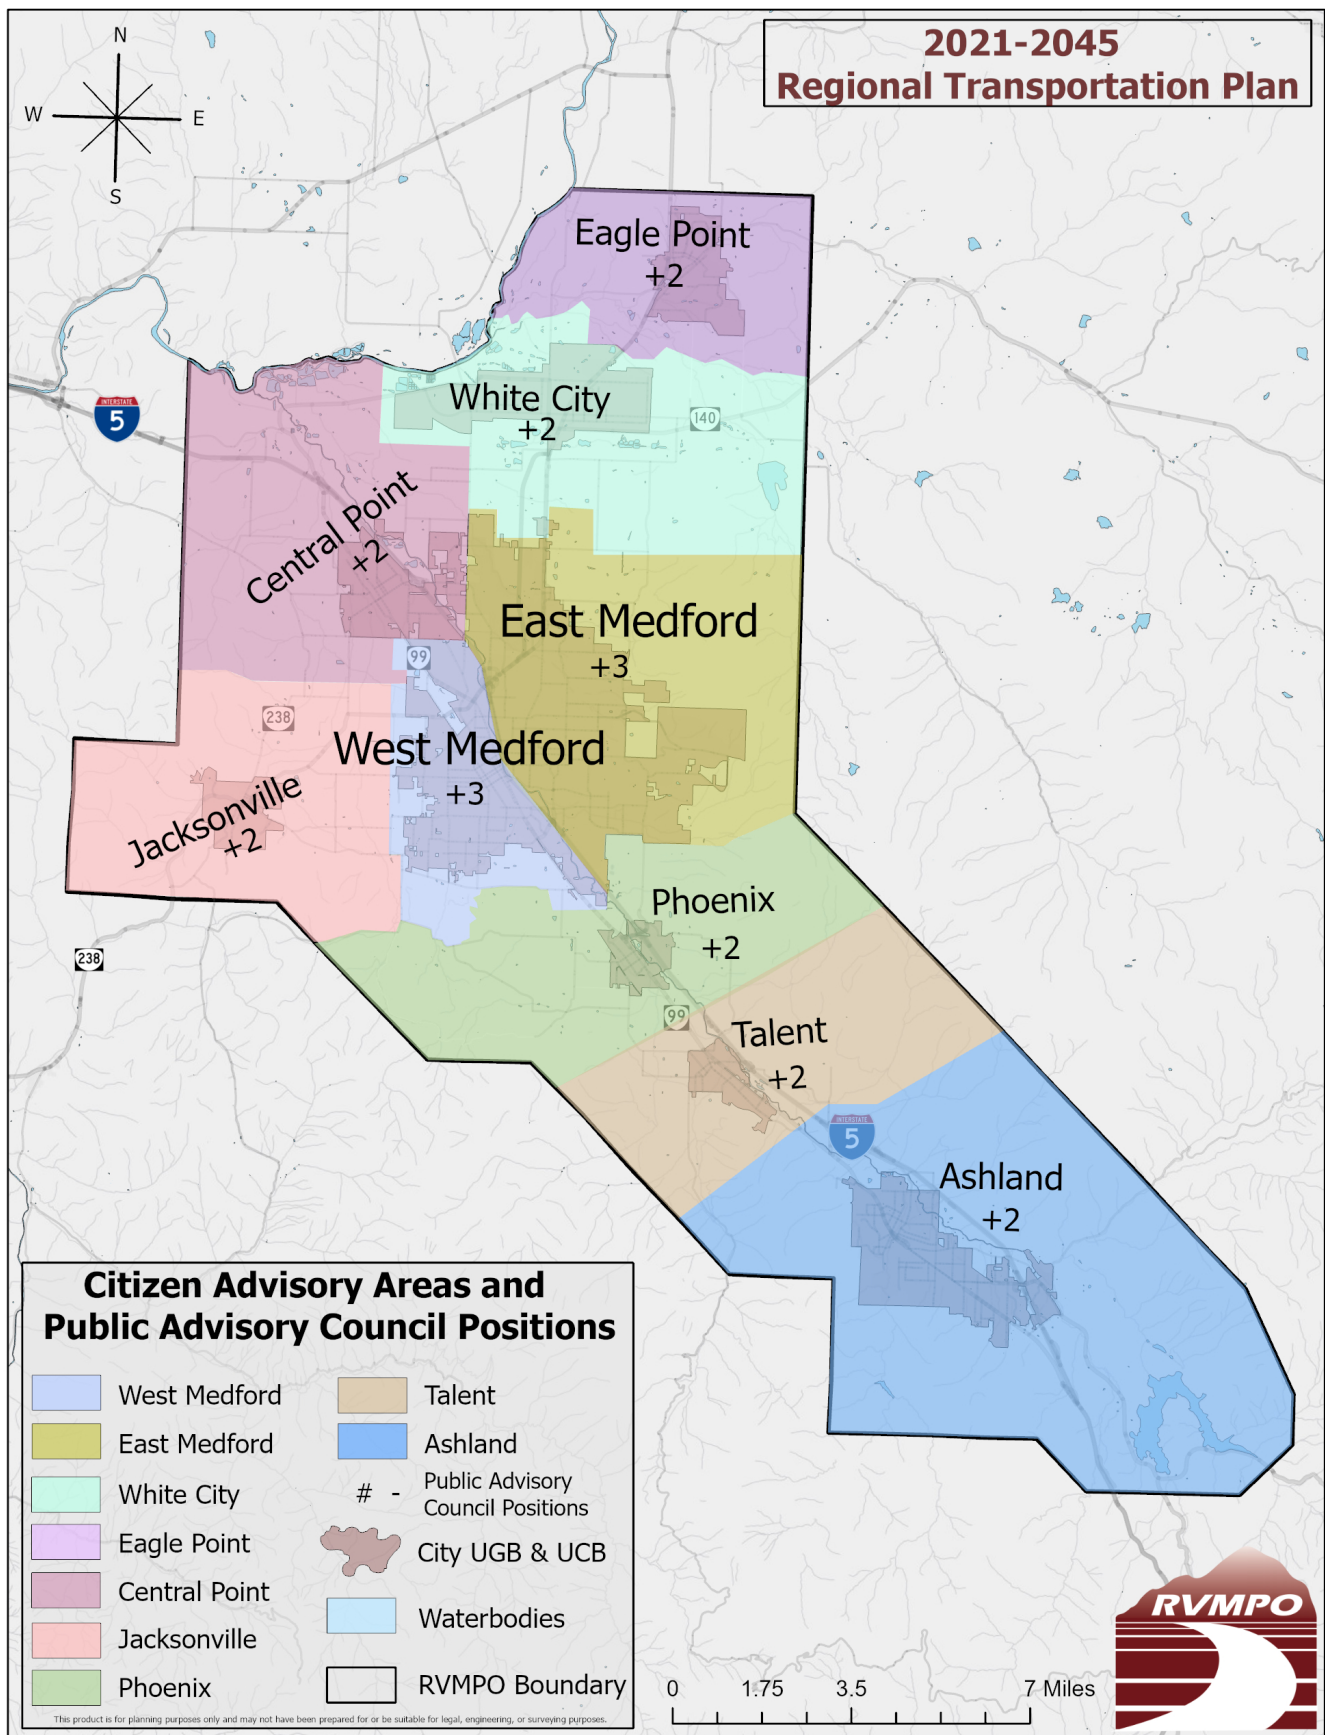 2021-2045
Regional Transportation Plan
N
W
E
S
Eagle Point
+2
White City
+2
140
INTERSTATE
5
Central Point
+2
East Medford
+3
99
238
West Medford
+3
Jacksonville
+2
Phoenix
+2
238
99
Talent
+2
INTERSTATE
5
Ashland
+2
Citizen Advisory Areas and
Public Advisory Council Positions
West Medford
East Medford
White City
Eagle Point
Central Point
Jacksonville
Phoenix
Talent
Ashland
# - Public Advisory
Council Positions
City UGB & UCB
Waterbodies
RVMPO Boundary
This product is for planning purposes only and may not have been prepared for or be suitable for legal, engineering, or surveying purposes.
0 1.75 3.5 7 Miles
RVMPO